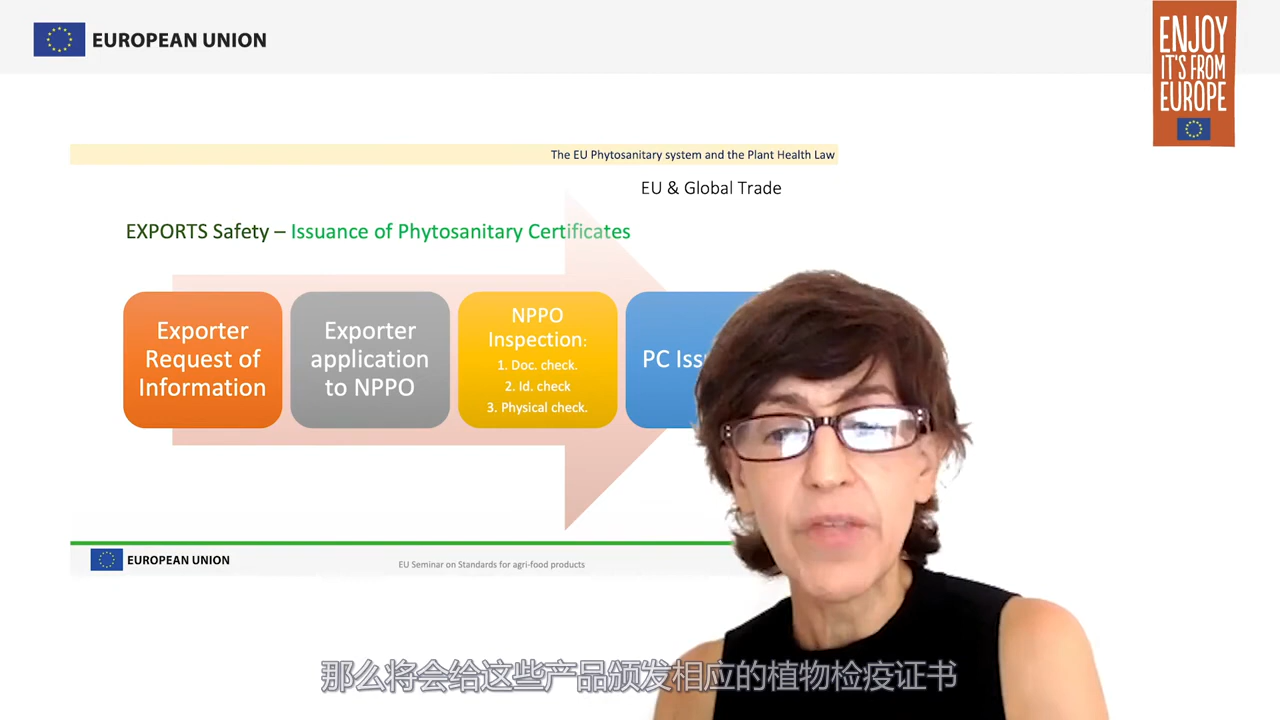 EUROPEAN UNION
ENJOY
IT'S FROM
EUROPE
The EU Phytosanitary system and the Plant Health Law
EU & Global Trade
EXPORTS Safety – Issuance of Phytosanitary Certificates
Exporter
Request of
Information
Exporter
application
to NPPO
NPPO
Inspection:
1. Doc. check.
2. Id. check
3. Physical check.
PC Iss
EUROPEAN UNION
EU Seminar on Standards for agri-food products
那么将会给这些产品颁发相应的植物检疫证书